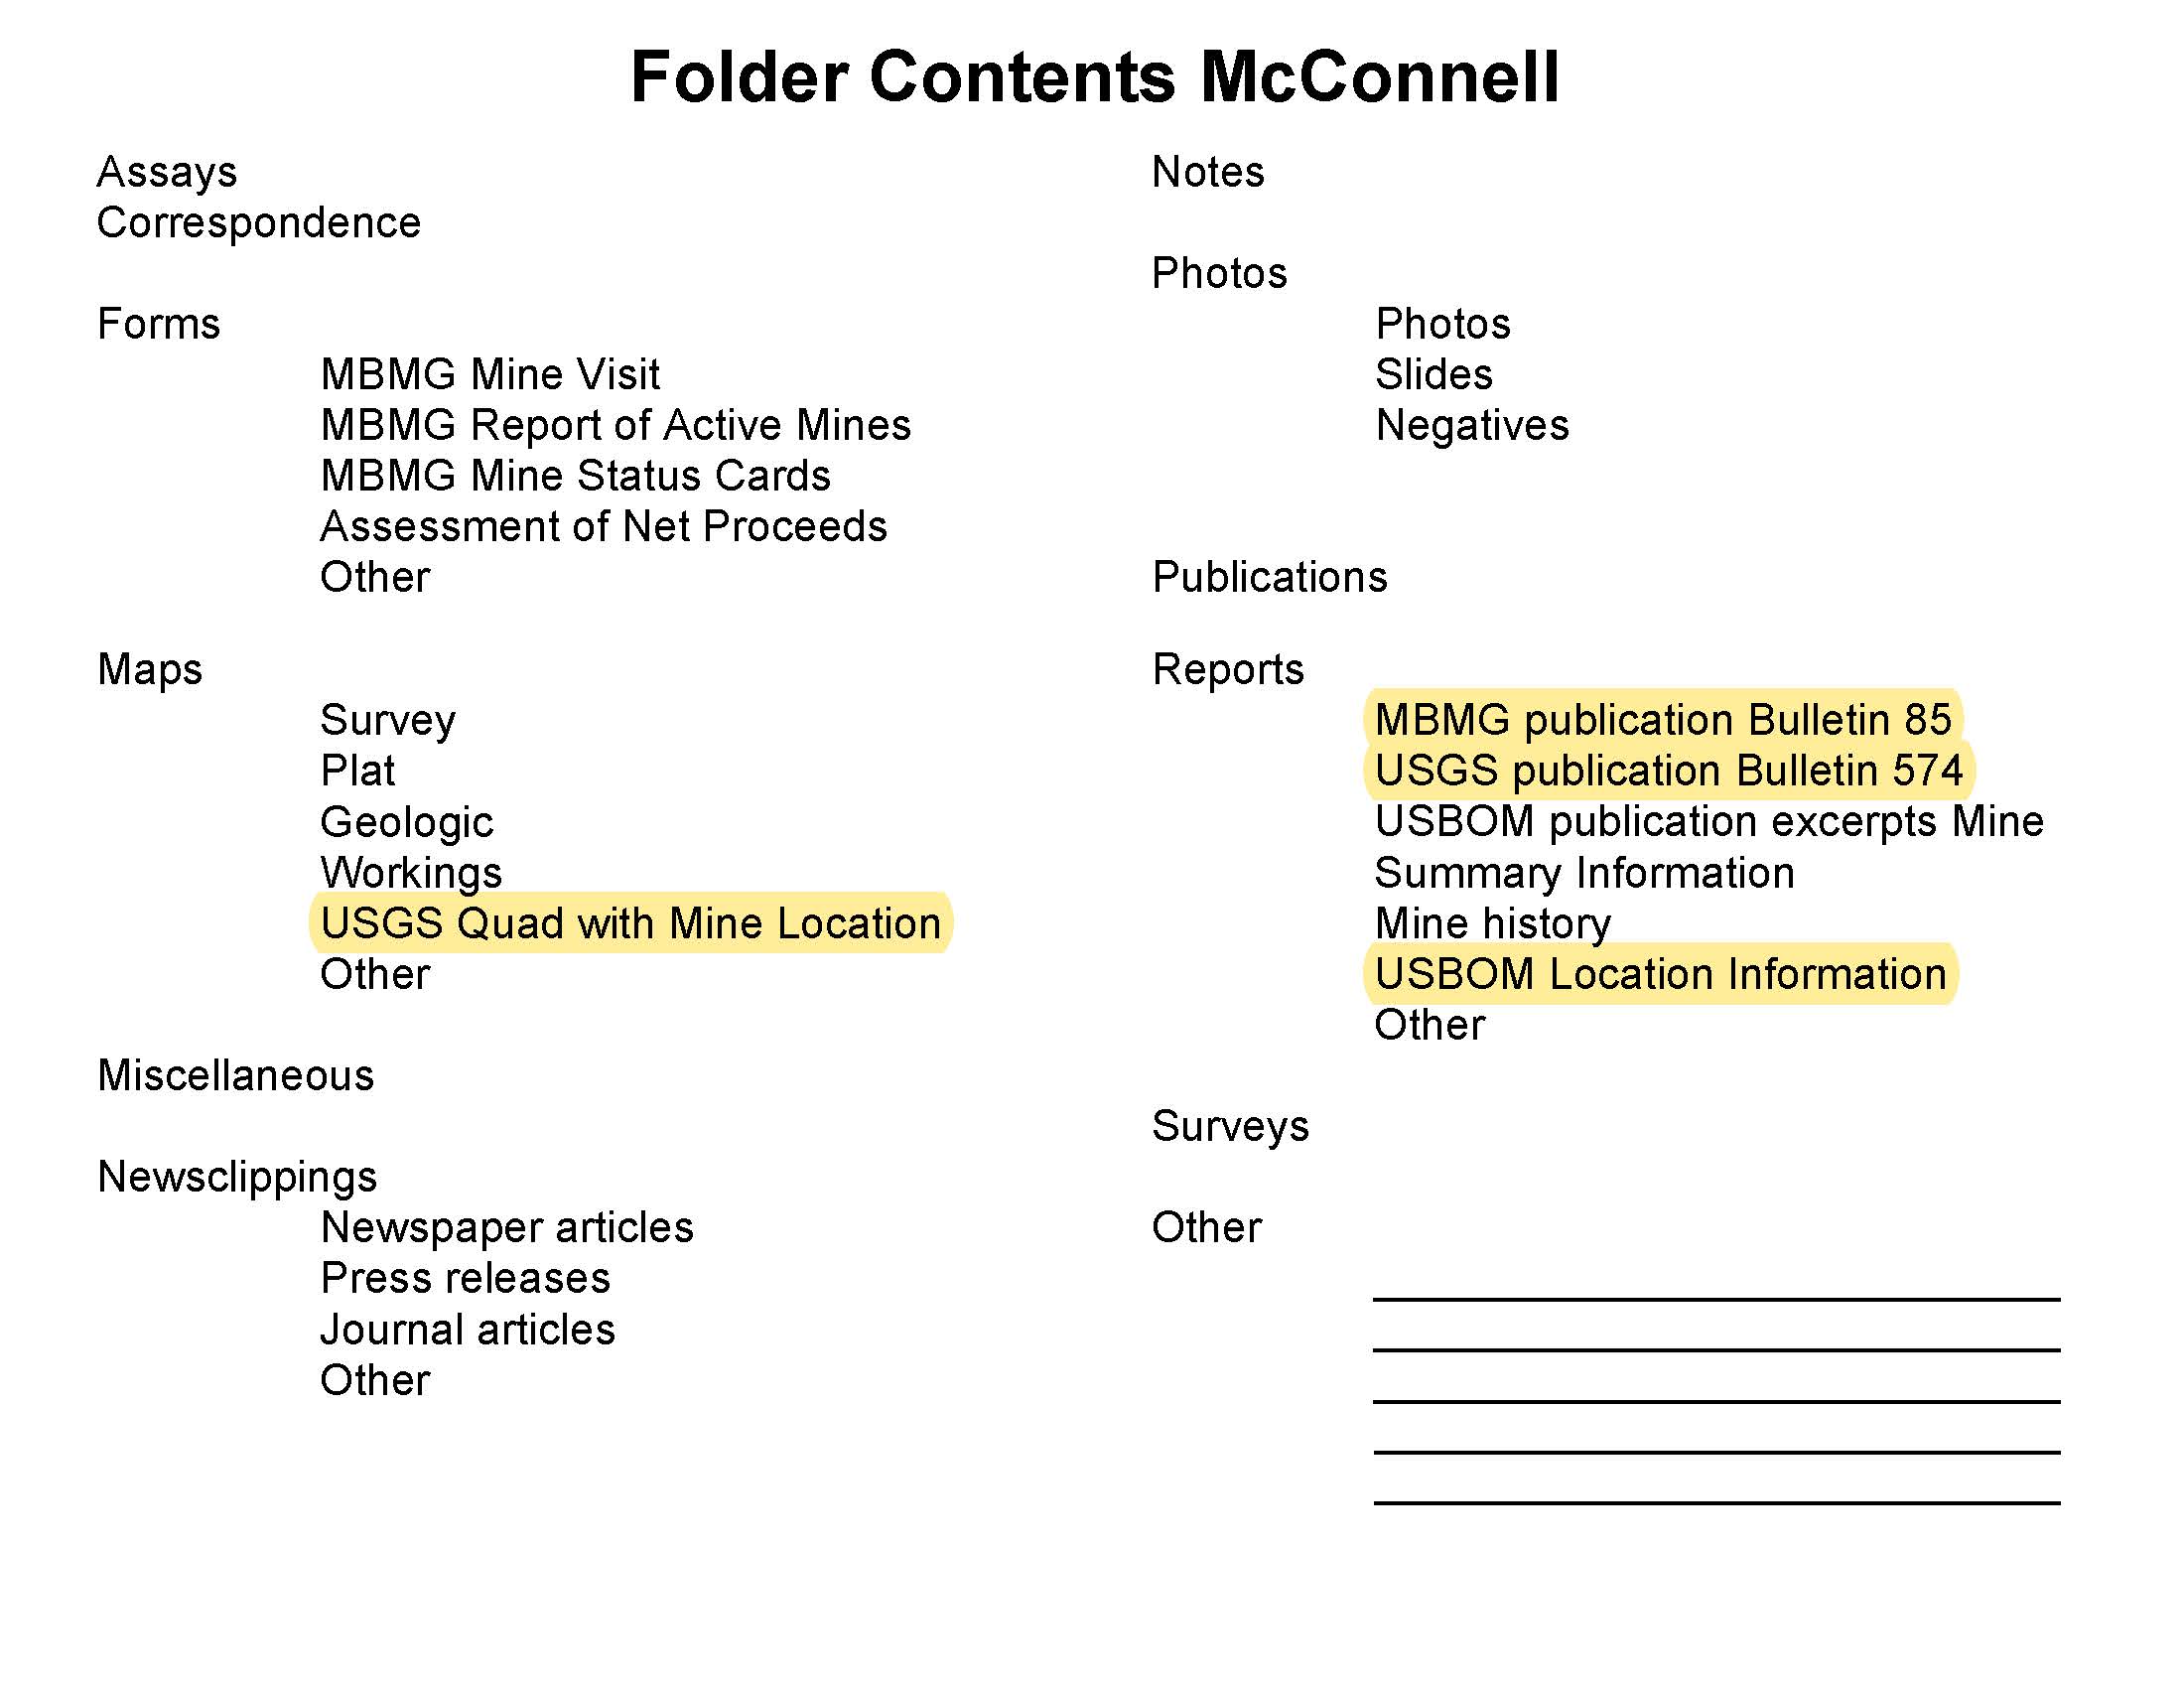 Folder Contents McConnell
Assays
Correspondence
Forms
MBMG Mine Visit
MBMG Report of Active Mines
MBMG Mine Status Cards
Assessment of Net Proceeds
Other
Maps
Survey
Plat
Geologic
Workings
USGS Quad with Mine Location
Other
Miscellaneous
Newsclippings
Newspaper articles
Press releases
Journal articles
Other
Notes
Photos
Photos
Slides
Negatives
Publications
Reports
MBMG publication Bulletin 85
USGS publication Bulletin 574
USBOM publication excerpts Mine
Summary Information
Mine history
USBOM Location Information
Other
Surveys
Other